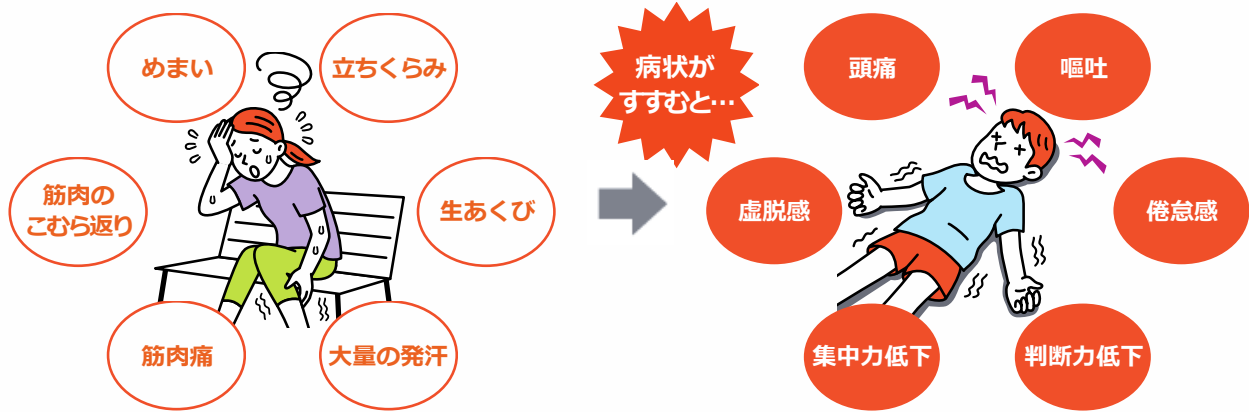 めまい
立ちくらみ
筋肉の
こむら返り
生あくび
筋肉痛
大量の発汗
病状が
すすむと…
頭痛
嘔吐
虚脱感
倦怠感
集中力低下
判断力低下